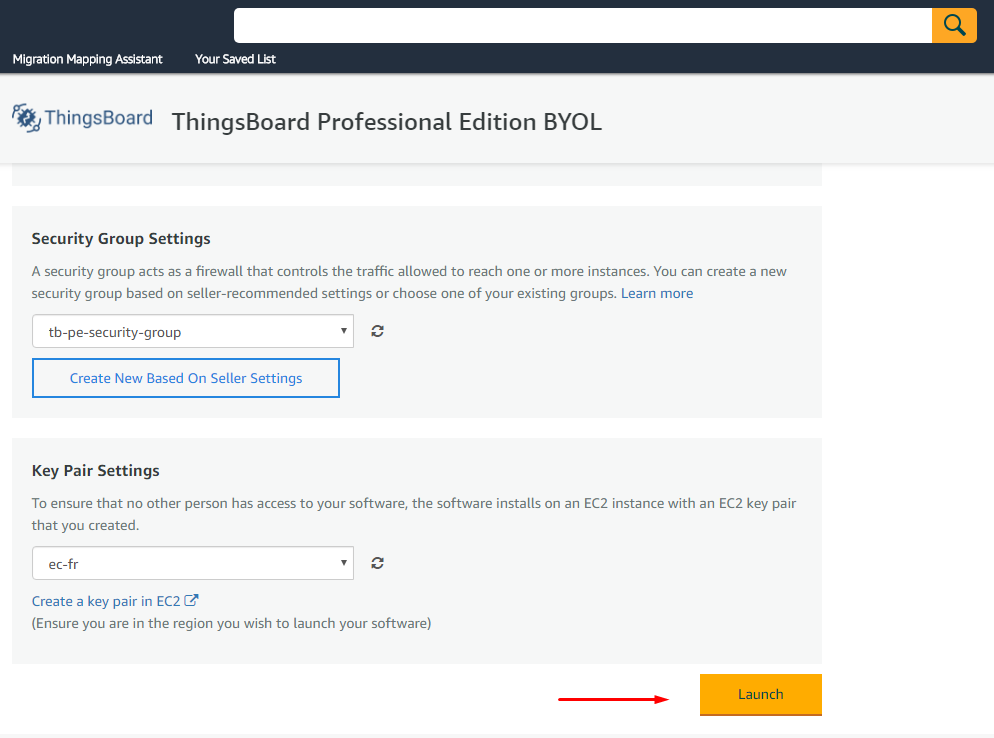 Migration Mapping Assistant Your Saved List
ThingsBoard ThingsBoard Professional Edition BYOL
Security Group Settings
A security group acts as a firewall that controls the traffic allowed to reach one or more instances. You can create a new
security group based on seller-recommended settings or choose one of your existing groups. Learn more
tb-pe-security-group
Create New Based On Seller Settings
Key Pair Settings
To ensure that no other person has access to your software, the software installs on an EC2 instance with an EC2 key pair
that you created.
ec-fr
Create a key pair in EC2
(Ensure you are in the region you wish to launch your software)
Launch